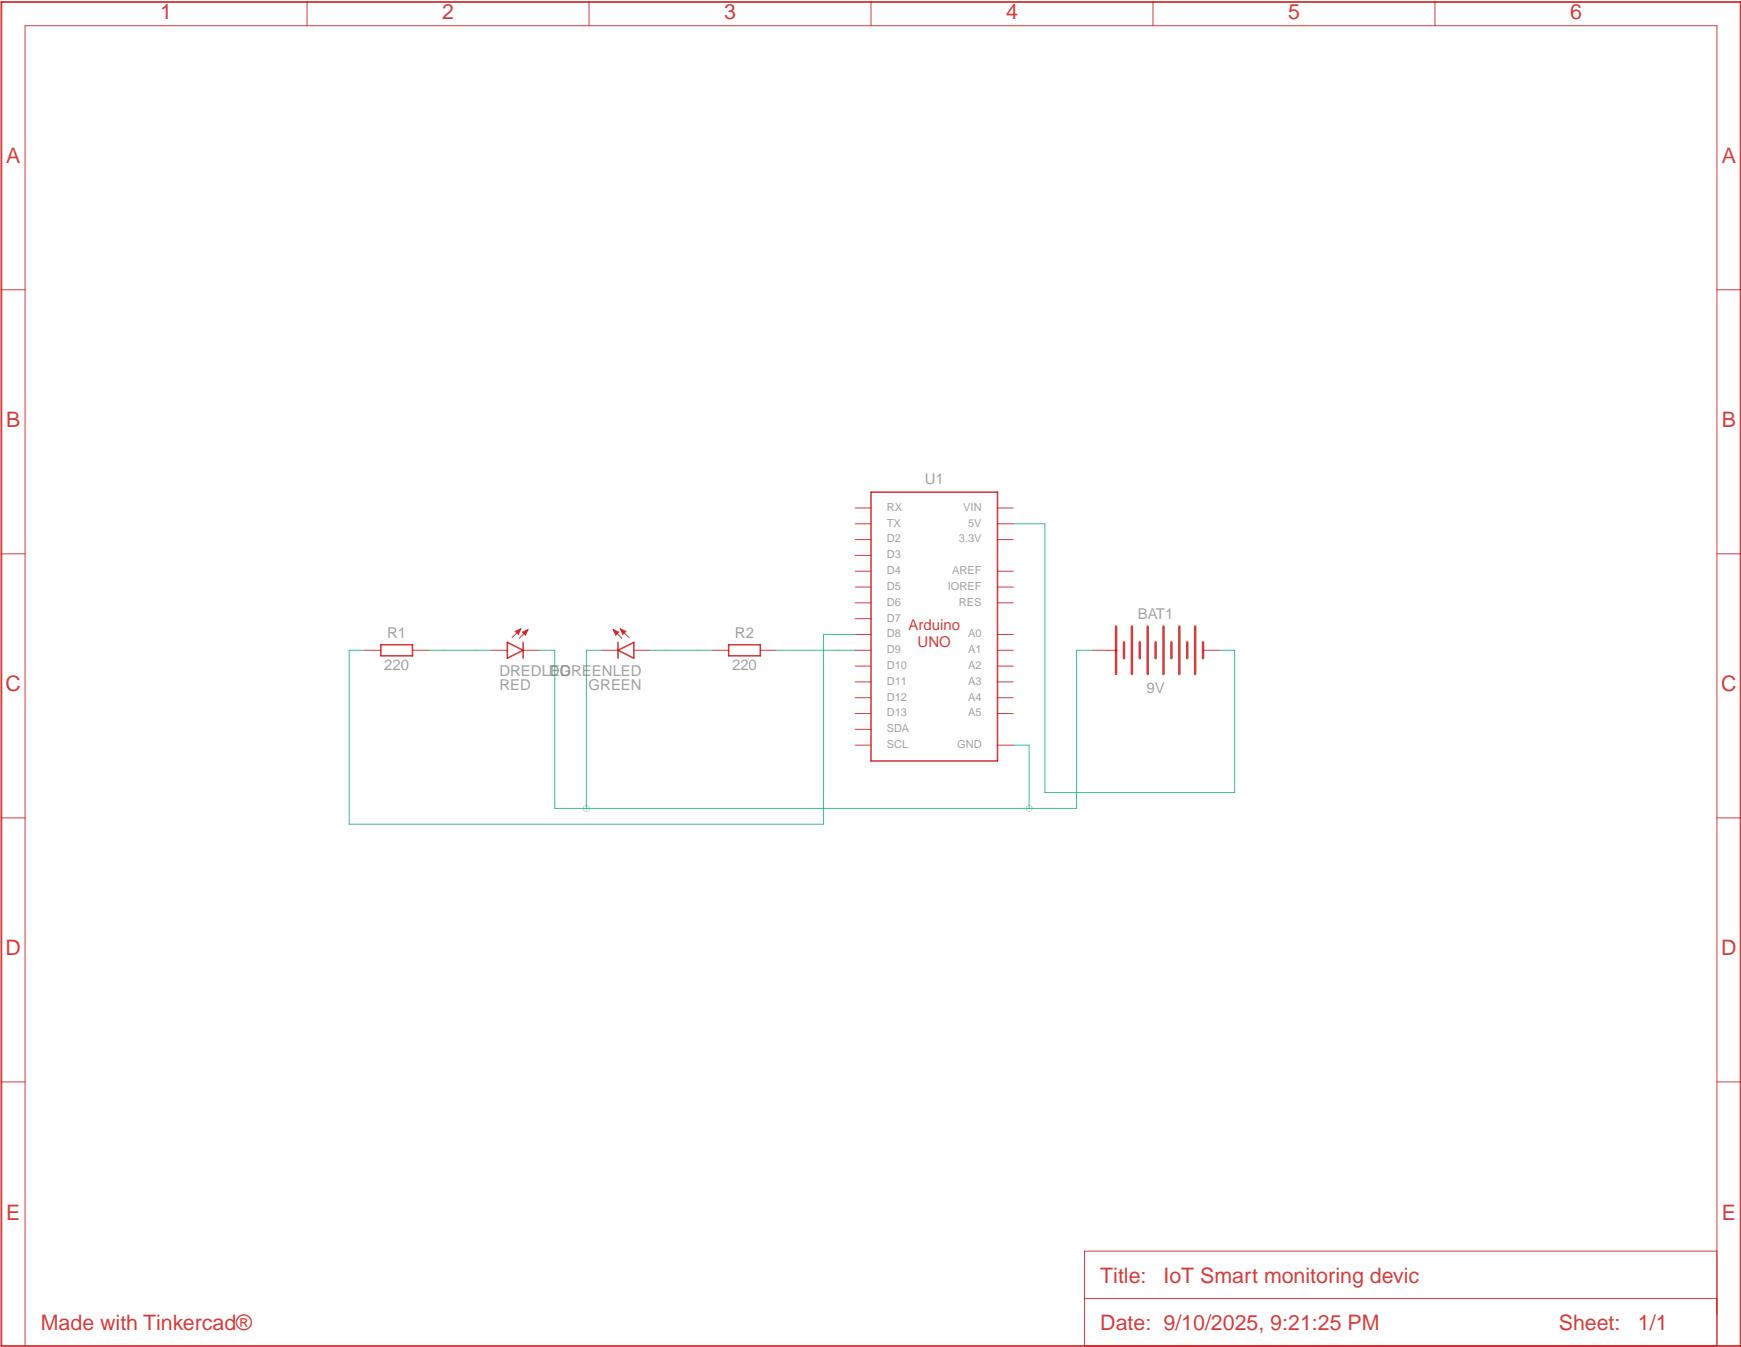 1 2 3 4 5 6
A A
B B
U1
RX VIN
TX 5V
D2 3.3V
D3
D4 AREF
D5 IOREF
D6 RES
D7
D8 A0
D9 A1
D10 A2
D11 A3
D12 A4
D13 A5
SDA
SCL GND
Arduino
UNO
BAT1
9V
R1
220
DREDLED
RED
DGREENLED
GREEN
R2
220
C C
D D
E E
Title: IoT Smart monitoring devic
Date: 9/10/2025, 9:21:25 PM Sheet: 1/1
Made with Tinkercad®